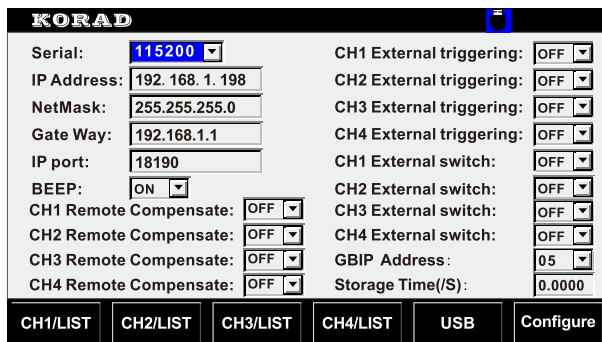 KORAD
Serial: 115200
IP Address: 192. 168. 1. 198
NetMask: 255.255.255.0
Gate Way: 192.168.1.1
IP port: 18190
BEEP: ON
CH1 Remote Compensate: OFF
CH2 Remote Compensate: OFF
CH3 Remote Compensate: OFF
CH4 Remote Compensate: OFF
CH1 External triggering: OFF
CH2 External triggering: OFF
CH3 External triggering: OFF
CH4 External triggering: OFF
CH1 External switch: OFF
CH2 External switch: OFF
CH3 External switch: OFF
CH4 External switch: OFF
GBIP Address: 05
Storage Time(/S): 0.0000
CH1/LIST CH2/LIST CH3/LIST CH4/LIST USB Configure